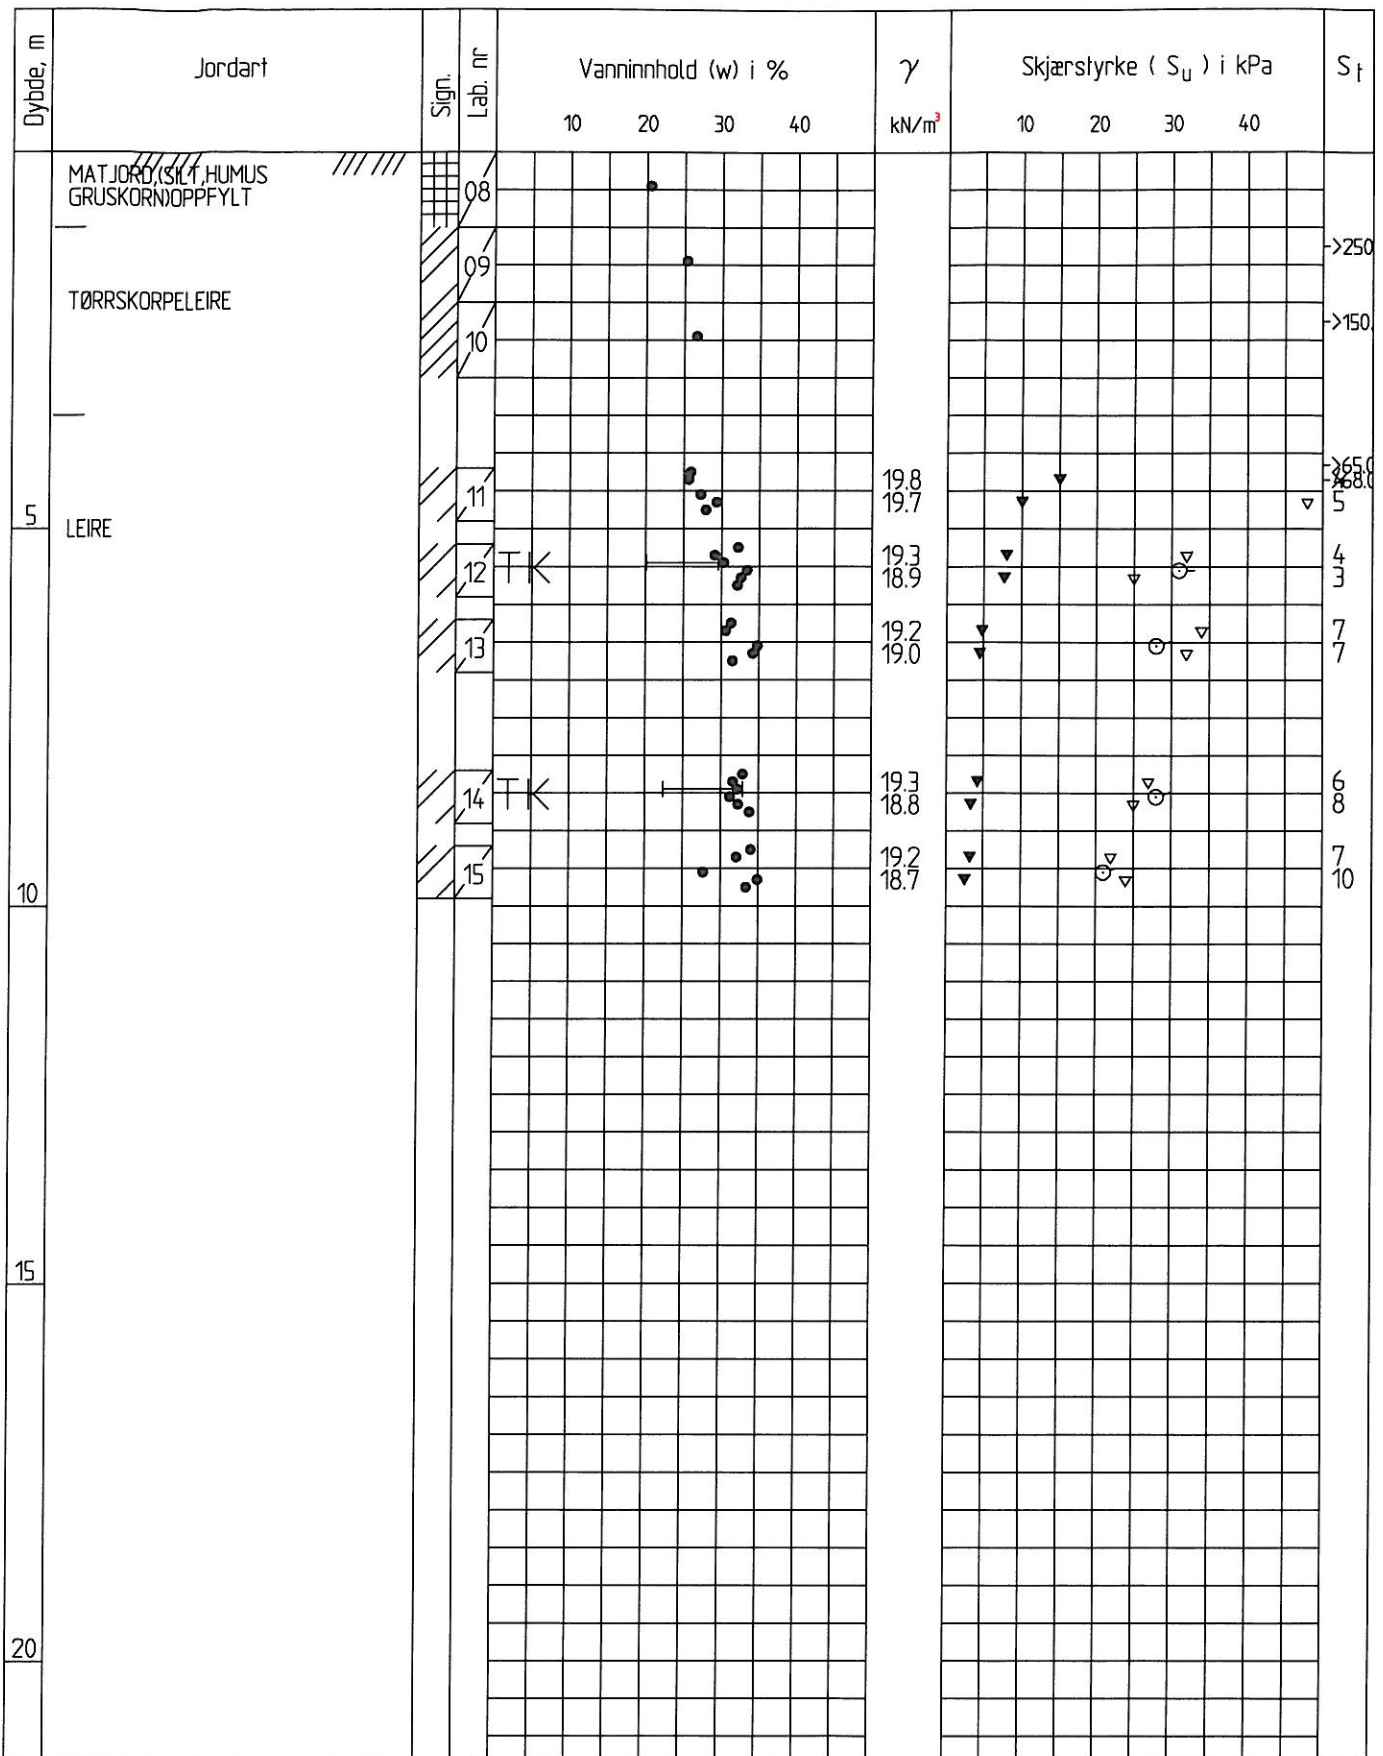 Dybde, m
Jordart
Sign.
Lab. nr
Vanninnhold (w) i %
10 20 30 40
γ
kN/m³
Skjærstyrke ( Su ) i kPa
10 20 30 40
St
MATJORD,(SILT,HUMUS
GRUSKORN)OPPFYLT
08
09
->250
TØRRSKORPELEIRE
10
->150.
>65.0
19.8
11
19.7
5
5
LEIRE
12
T K
19.3
18.9
4
3
13
19.2
19.0
7
7
14
T K
19.3
18.8
6
8
15
19.2
18.7
7
10
10
15
20